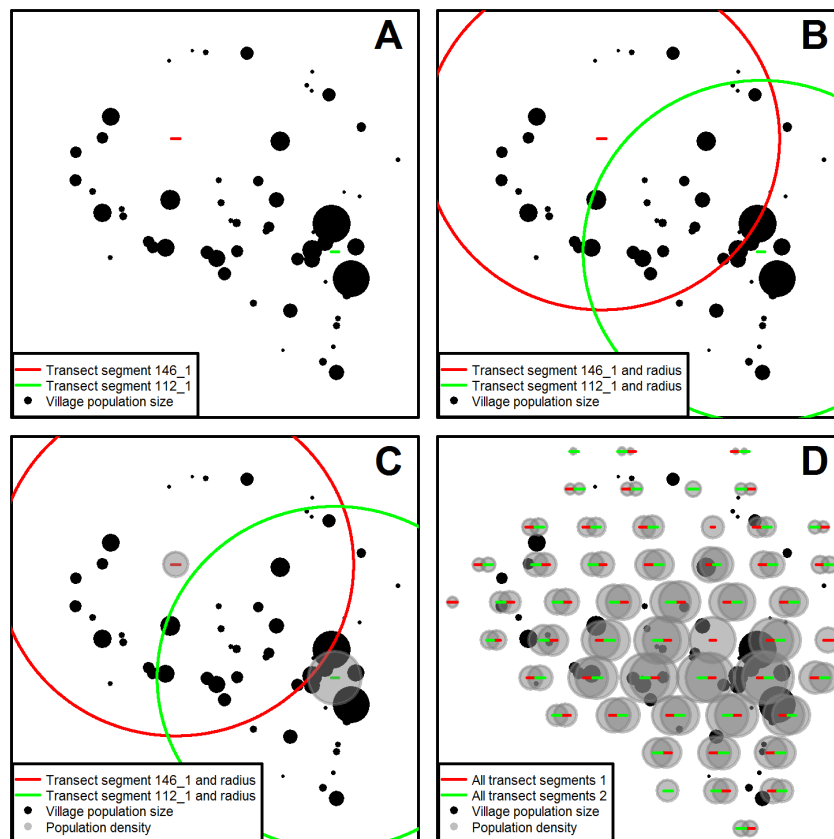 A
Transect segment 146_1
Transect segment 112_1
Village population size
B
Transect segment 146_1 and radius
Transect segment 112_1 and radius
Village population size
C
Transect segment 146_1 and radius
Transect segment 112_1 and radius
Village population size
Population density
D
All transect segments 1
All transect segments 2
Village population size
Population density